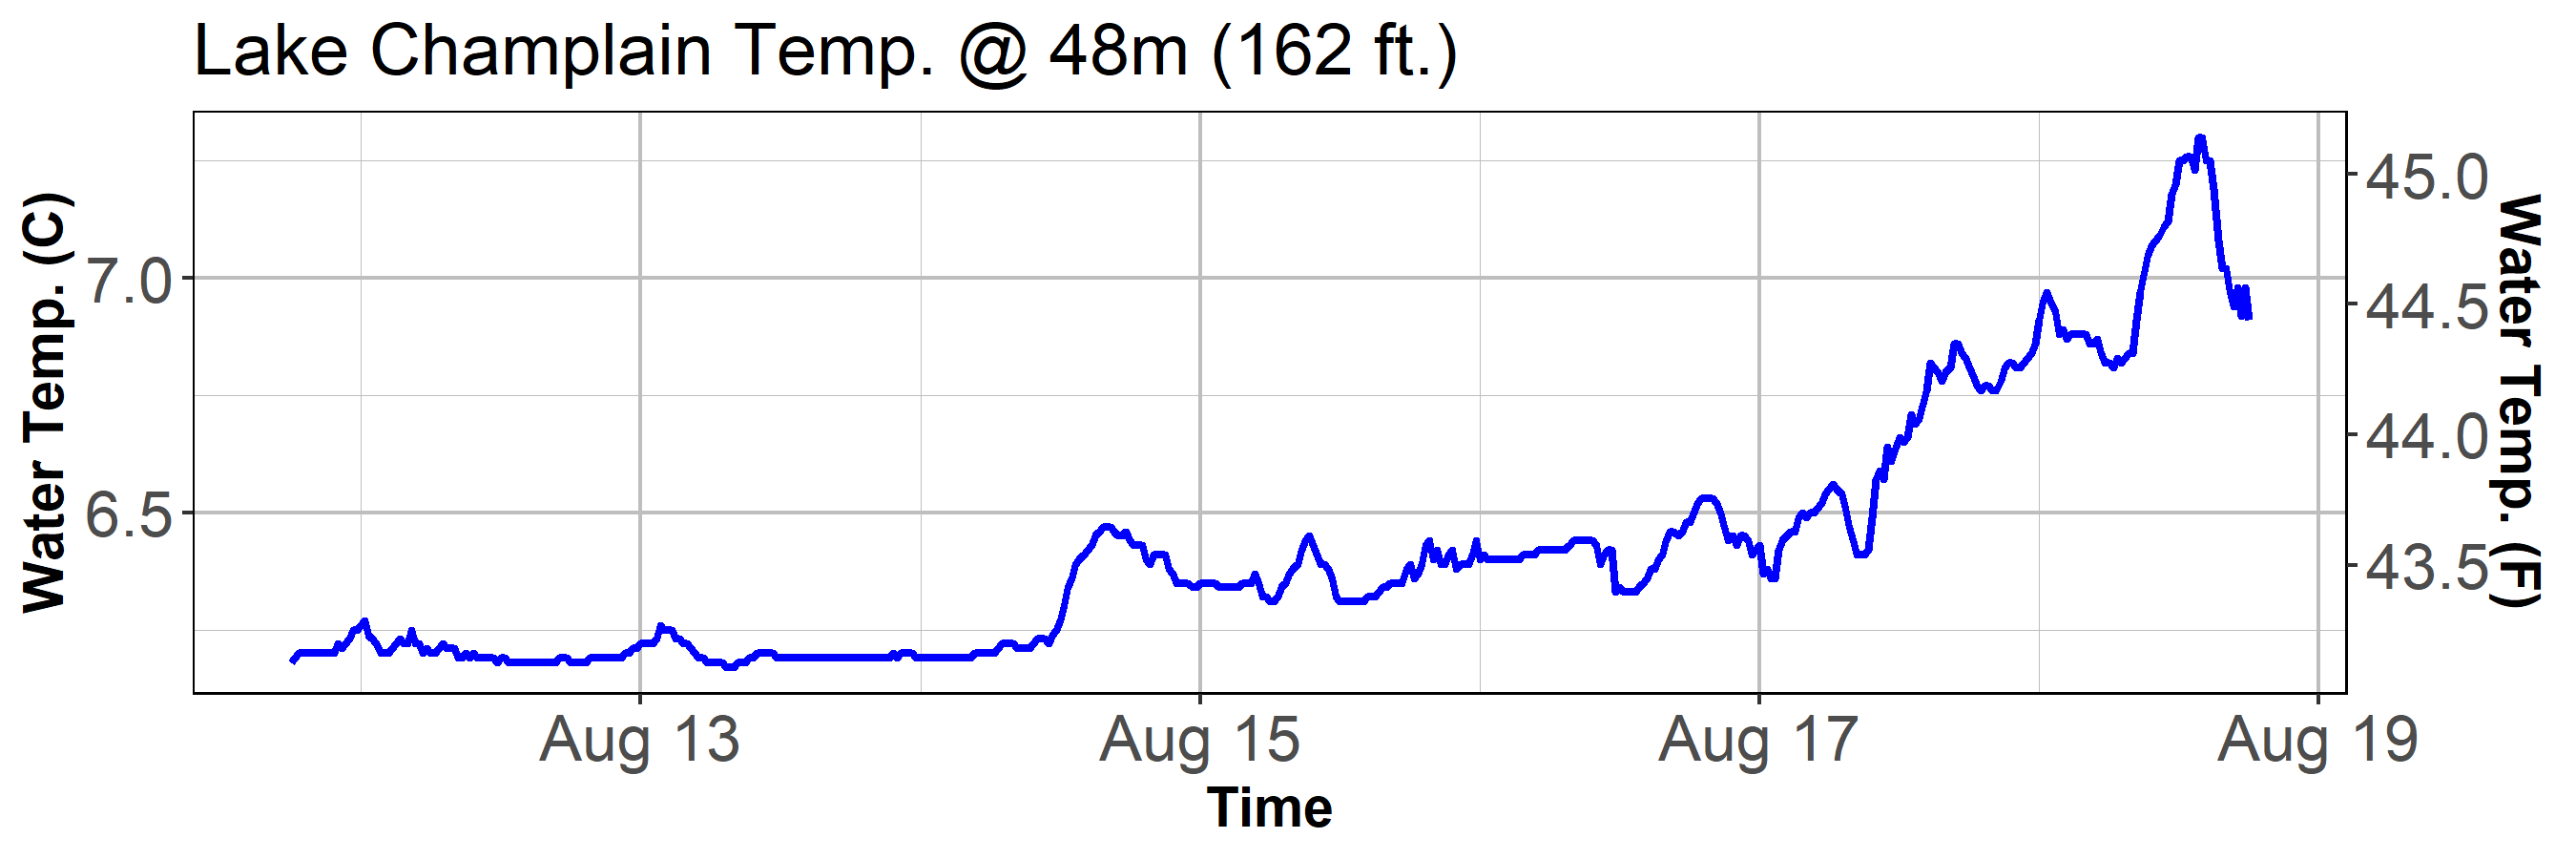 Lake Champlain Temp. @ 48m (162 ft.)
Water Temp. (C)
7.0
6.5
45.0
44.5
44.0
43.5
Water Temp. (F)
Aug 13
Aug 15
Aug 17
Aug 19
Time